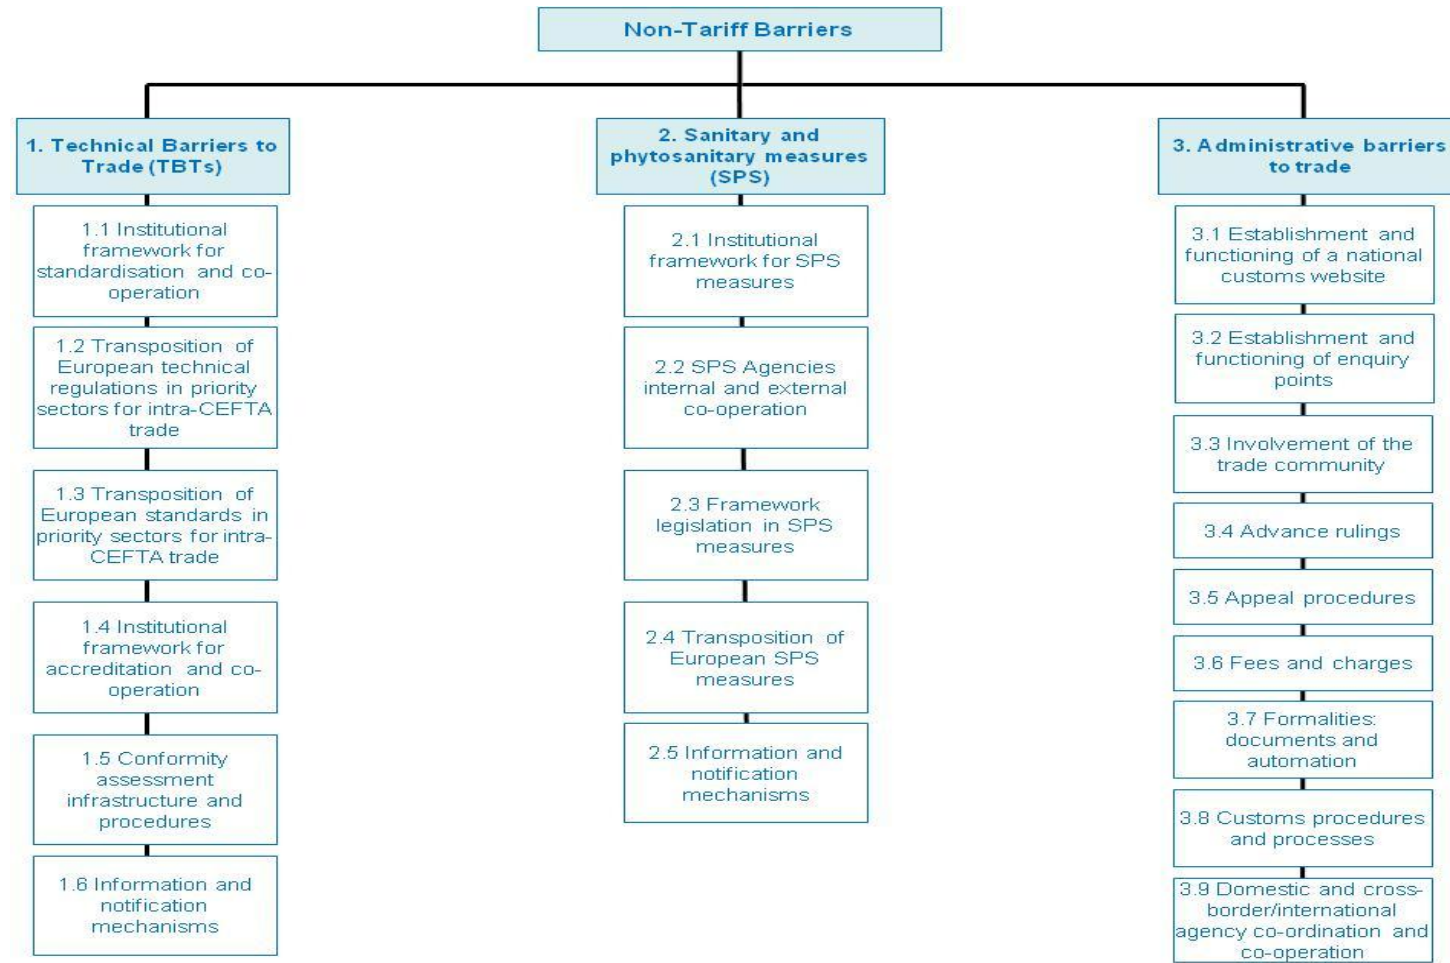 Non-Tariff Barriers
1. Technical Barriers to
Trade (TBTs)
1.1 Institutional
framework for
standardisation and co-
operation
1.2 Transposition of
European technical
regulations in priority
sectors for intra-CEFTA
trade
1.3 Transposition of
European standards in
priority sectors for intra-
CEFTA trade
1.4 Institutional
framework for
accreditation and co-
operation
1.5 Conformity
assessment
infrastructure and
procedures
1.6 Information and
notification
mechanisms
2. Sanitary and
phytosanitary measures
(SPS)
2.1 Institutional
framework for SPS
measures
2.2 SPS Agencies
internal and external
co-operation
2.3 Framework
legislation in SPS
measures
2.4 Transposition of
European SPS
measures
2.5 Information and
notification
mechanisms
3. Administrative barriers
to trade
3.1 Establishment and
functioning of a national
customs website
3.2 Establishment and
functioning of enquiry
points
3.3 Involvement of the
trade community
3.4 Advance rulings
3.5 Appeal procedures
3.6 Fees and charges
3.7 Formalities:
documents and
automation
3.8 Customs procedures
and processes
3.9 Domestic and cross-
border/international
agency co-ordination and
co-operation